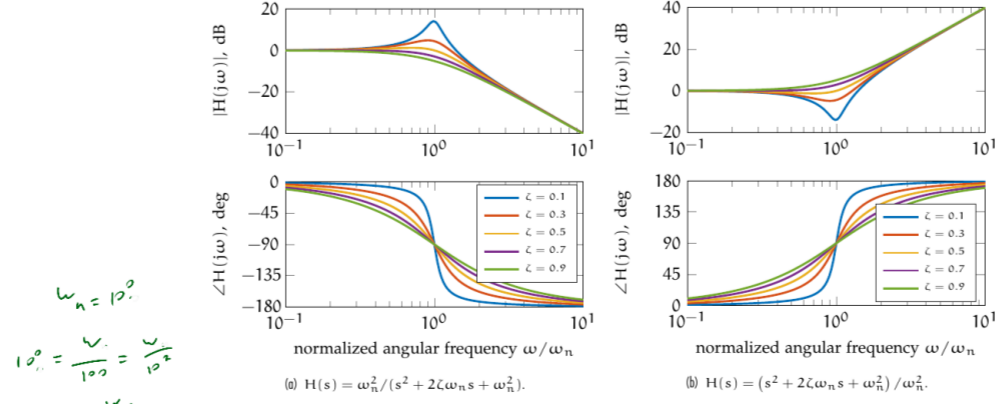 20
0
−20
−40
10⁻¹ 10⁰ 10¹
|H(jω)|, dB
40
20
0
−20
10⁻¹ 10⁰ 10¹
|H(jω)|, dB
0
−45
−90
−135
−180
10⁻¹ 10⁰ 10¹
∠H(jω), deg
ζ = 0.1
ζ = 0.3
ζ = 0.5
ζ = 0.7
ζ = 0.9
normalized angular frequency ω/ωₙ
(a) H(s) = ωₙ²/(s² + 2ζωₙs + ωₙ²).
180
135
90
45
0
10⁻¹ 10⁰ 10¹
∠H(jω), deg
ζ = 0.1
ζ = 0.3
ζ = 0.5
ζ = 0.7
ζ = 0.9
normalized angular frequency ω/ωₙ
(b) H(s) = (s² + 2ζωₙs + ωₙ²)/ωₙ².
10⁰ = w/100 = w/10²